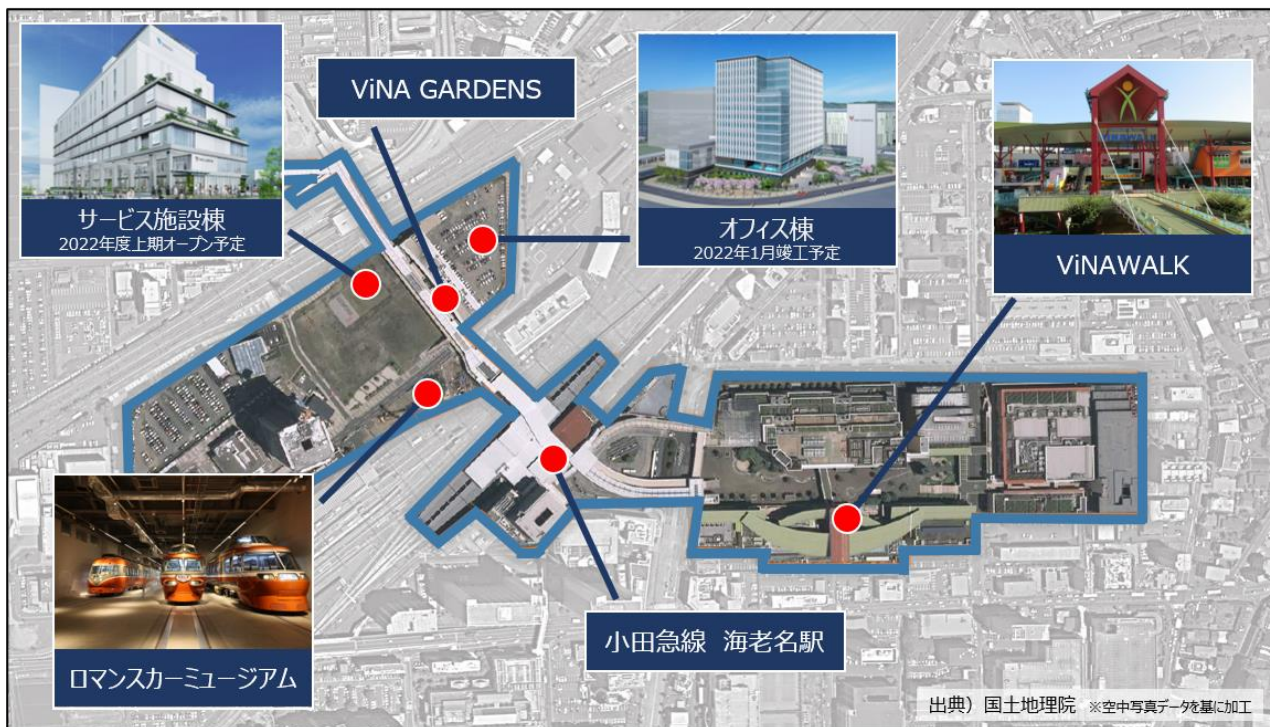 ViNA GARDENS
サービス施設棟
2022年度上期オープン予定
オフィス棟
2022年1月竣工予定
ViNAWALK
ロマンスカーミュージアム
小田急線 海老名駅
出典）国土地理院 ※空中写真データを基に加工